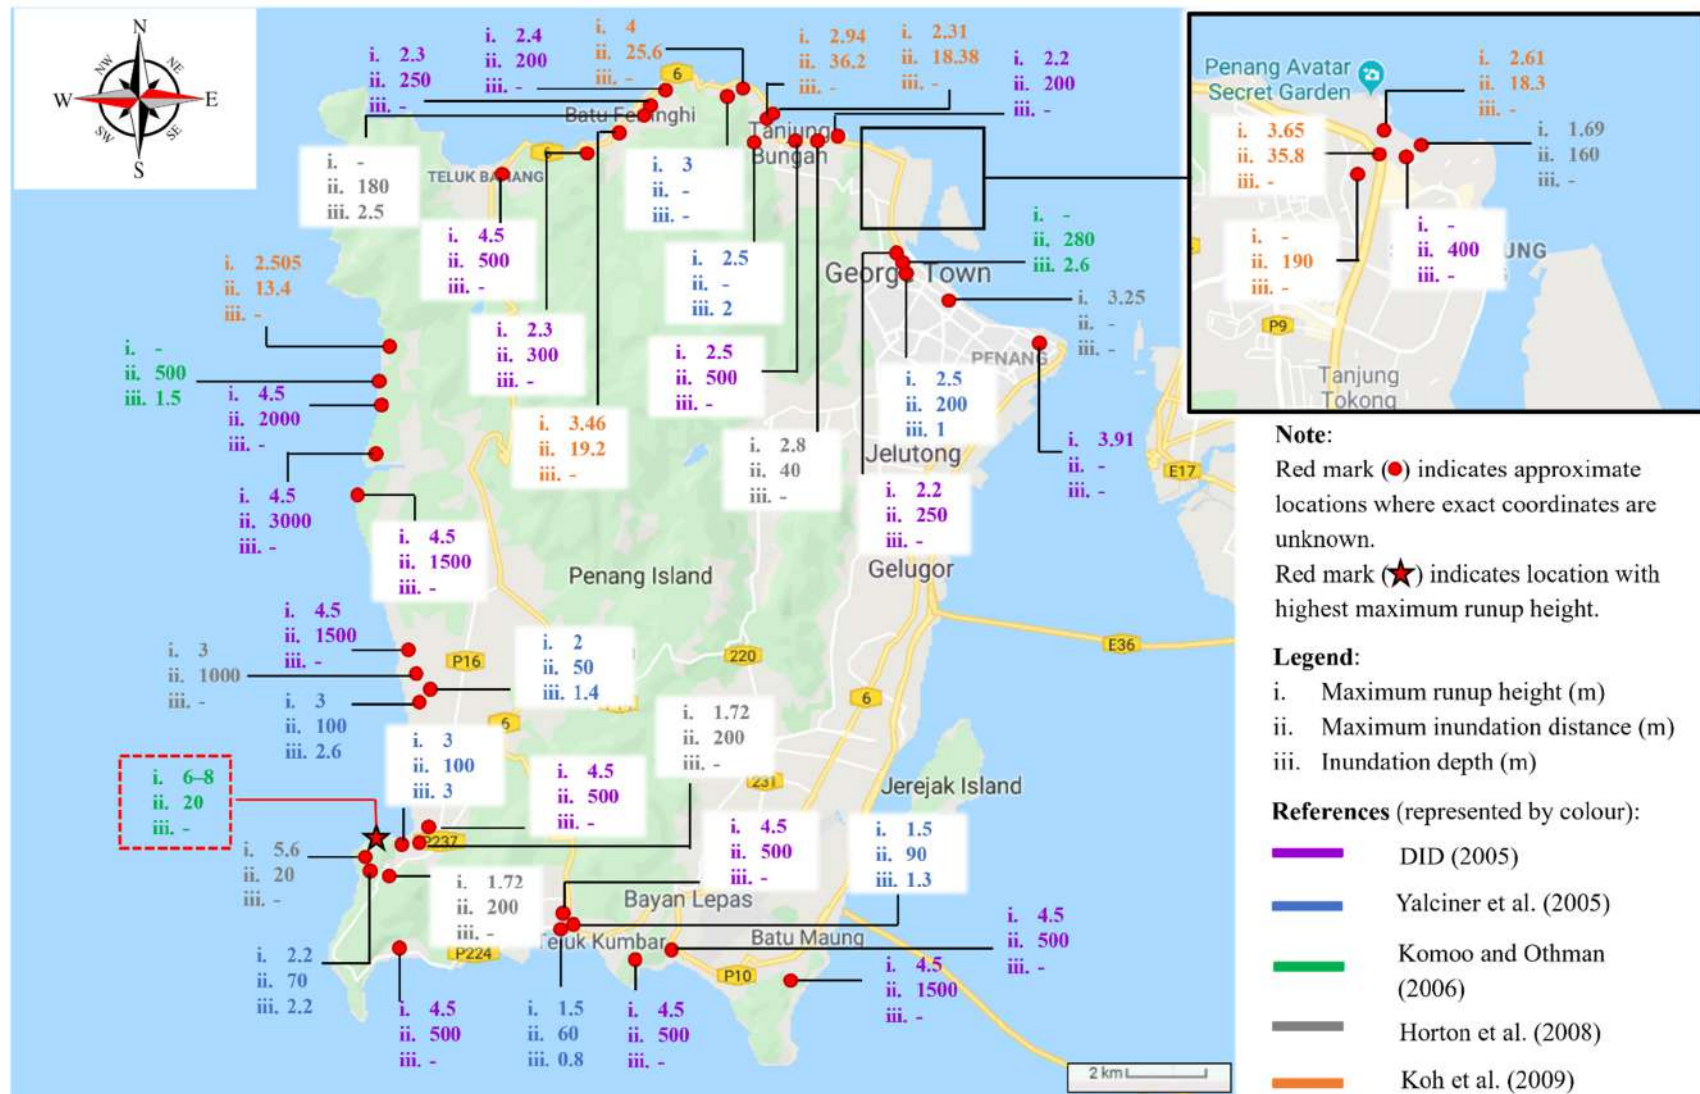 N
NW
NE
W
E
SW
SE
S
i. 2.3
ii. 250
iii. -
i. 2.4
ii. 200
iii. -
i. 4
ii. 25.6
iii. -
6
i. 2.94
ii. 36.2
iii. -
i. 2.31
ii. 18.38
iii. -
i. 2.2
ii. 200
iii. -
Batu Feringhi
Tanjung
Bungah
6
TELUK BAHANG
i. -
ii. 180
iii. 2.5
i. 4.5
ii. 500
iii. -
i. 3
ii. -
iii. -
i. 2.5
ii. -
iii. 2
i. -
ii. 280
iii. 2.6
George Town
i. 3.25
ii. -
iii. -
PENANG
i. 2.505
ii. 13.4
iii. -
i. -
ii. 500
iii. 1.5
i. 4.5
ii. 2000
iii. -
i. 2.3
ii. 300
iii. -
i. 2.5
ii. 500
iii. -
i. 2.5
ii. 200
iii. 1
i. 3.46
ii. 19.2
iii. -
i. 2.8
ii. 40
iii. -
Jelutong
i. 3.91
ii. -
iii. -
E17
i. 4.5
ii. 3000
iii. -
i. 4.5
ii. 1500
iii. -
i. 2.2
ii. 250
iii. -
Penang Island
Gelugor
i. 4.5
ii. 1500
iii. -
i. 3
ii. 1000
iii. -
P16
i. 2
ii. 50
iii. 1.4
220
E36
6
6
i. 3
ii. 100
iii. 2.6
i. 1.72
ii. 200
iii. -
i. 3
ii. 100
iii. 3
i. 4.5
ii. 500
iii. -
231
Jerejak Island
i. 6–8
ii. 20
iii. -
P237
i. 4.5
ii. 500
iii. -
i. 1.5
ii. 90
iii. 1.3
i. 5.6
ii. 20
iii. -
i. 1.72
ii. 200
iii. -
Bayan Lepas
Teluk Kumbar
Batu Maung
i. 4.5
ii. 500
iii. -
P224
P10
i. 2.2
ii. 70
iii. 2.2
i. 4.5
ii. 500
iii. -
i. 1.5
ii. 60
iii. 0.8
i. 4.5
ii. 500
iii. -
i. 4.5
ii. 1500
iii. -
2 km
Penang Avatar
Secret Garden
i. 2.61
ii. 18.3
iii. -
i. 3.65
ii. 35.8
iii. -
i. 1.69
ii. 160
iii. -
i. -
ii. 190
iii. -
i. -
ii. 400
iii. -
P9
Tanjung
Tokong
Note:
Red mark (●) indicates approximate
locations where exact coordinates are
unknown.
Red mark (★) indicates location with
highest maximum runup height.
Legend:
i. Maximum runup height (m)
ii. Maximum inundation distance (m)
iii. Inundation depth (m)
References (represented by colour):
DID (2005)
Yalciner et al. (2005)
Komoo and Othman
(2006)
Horton et al. (2008)
Koh et al. (2009)